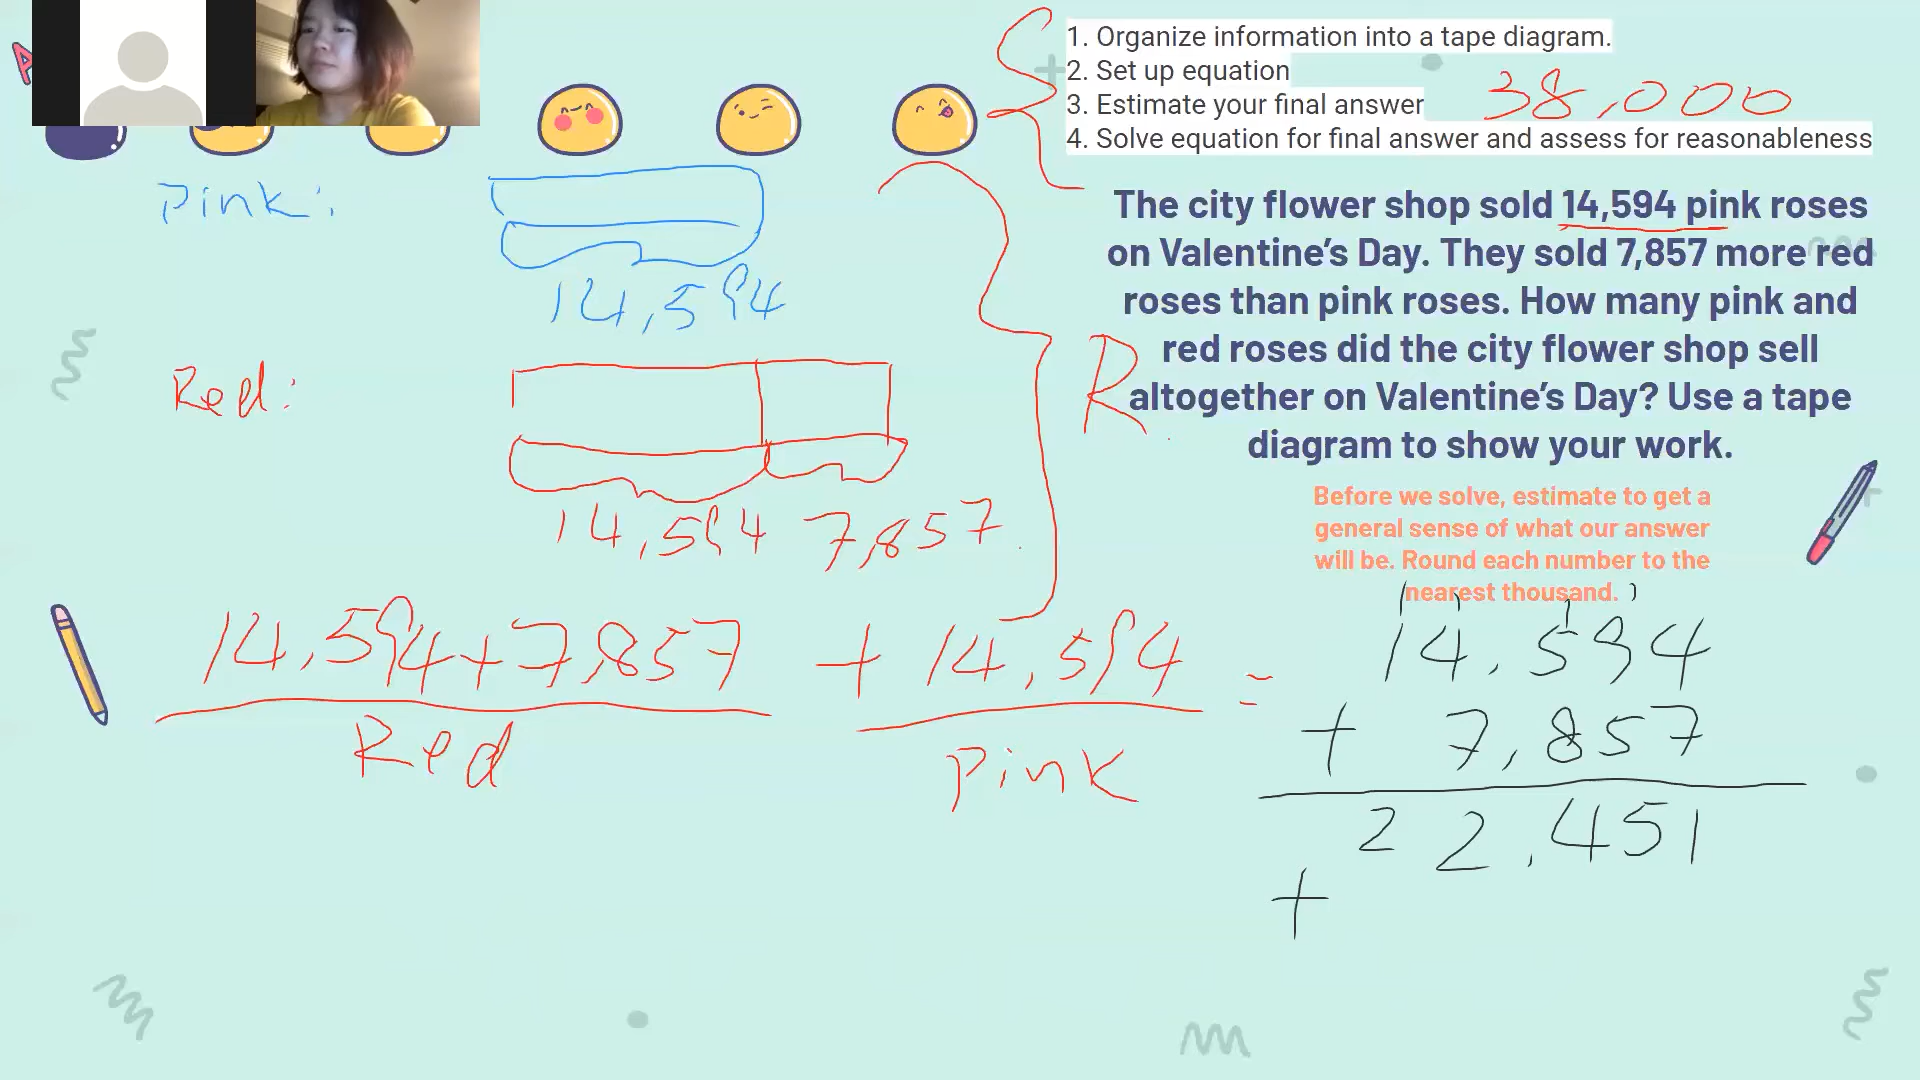 1. Organize information into a tape diagram.
2. Set up equation
3. Estimate your final answer 38,000
4. Solve equation for final answer and assess for reasonableness
Pink:
14,594
Red:
14,594 7,857
R
The city flower shop sold 14,594 pink roses
on Valentine's Day. They sold 7,857 more red
roses than pink roses. How many pink and
red roses did the city flower shop sell
altogether on Valentine's Day? Use a tape
diagram to show your work.
Before we solve, estimate to get a
general sense of what our answer
will be. Round each number to the
nearest thousand.
14,594+7,857 + 14,594 =
Red Pink
1 1 1 1
14,594
+ 7,857
22,451
+